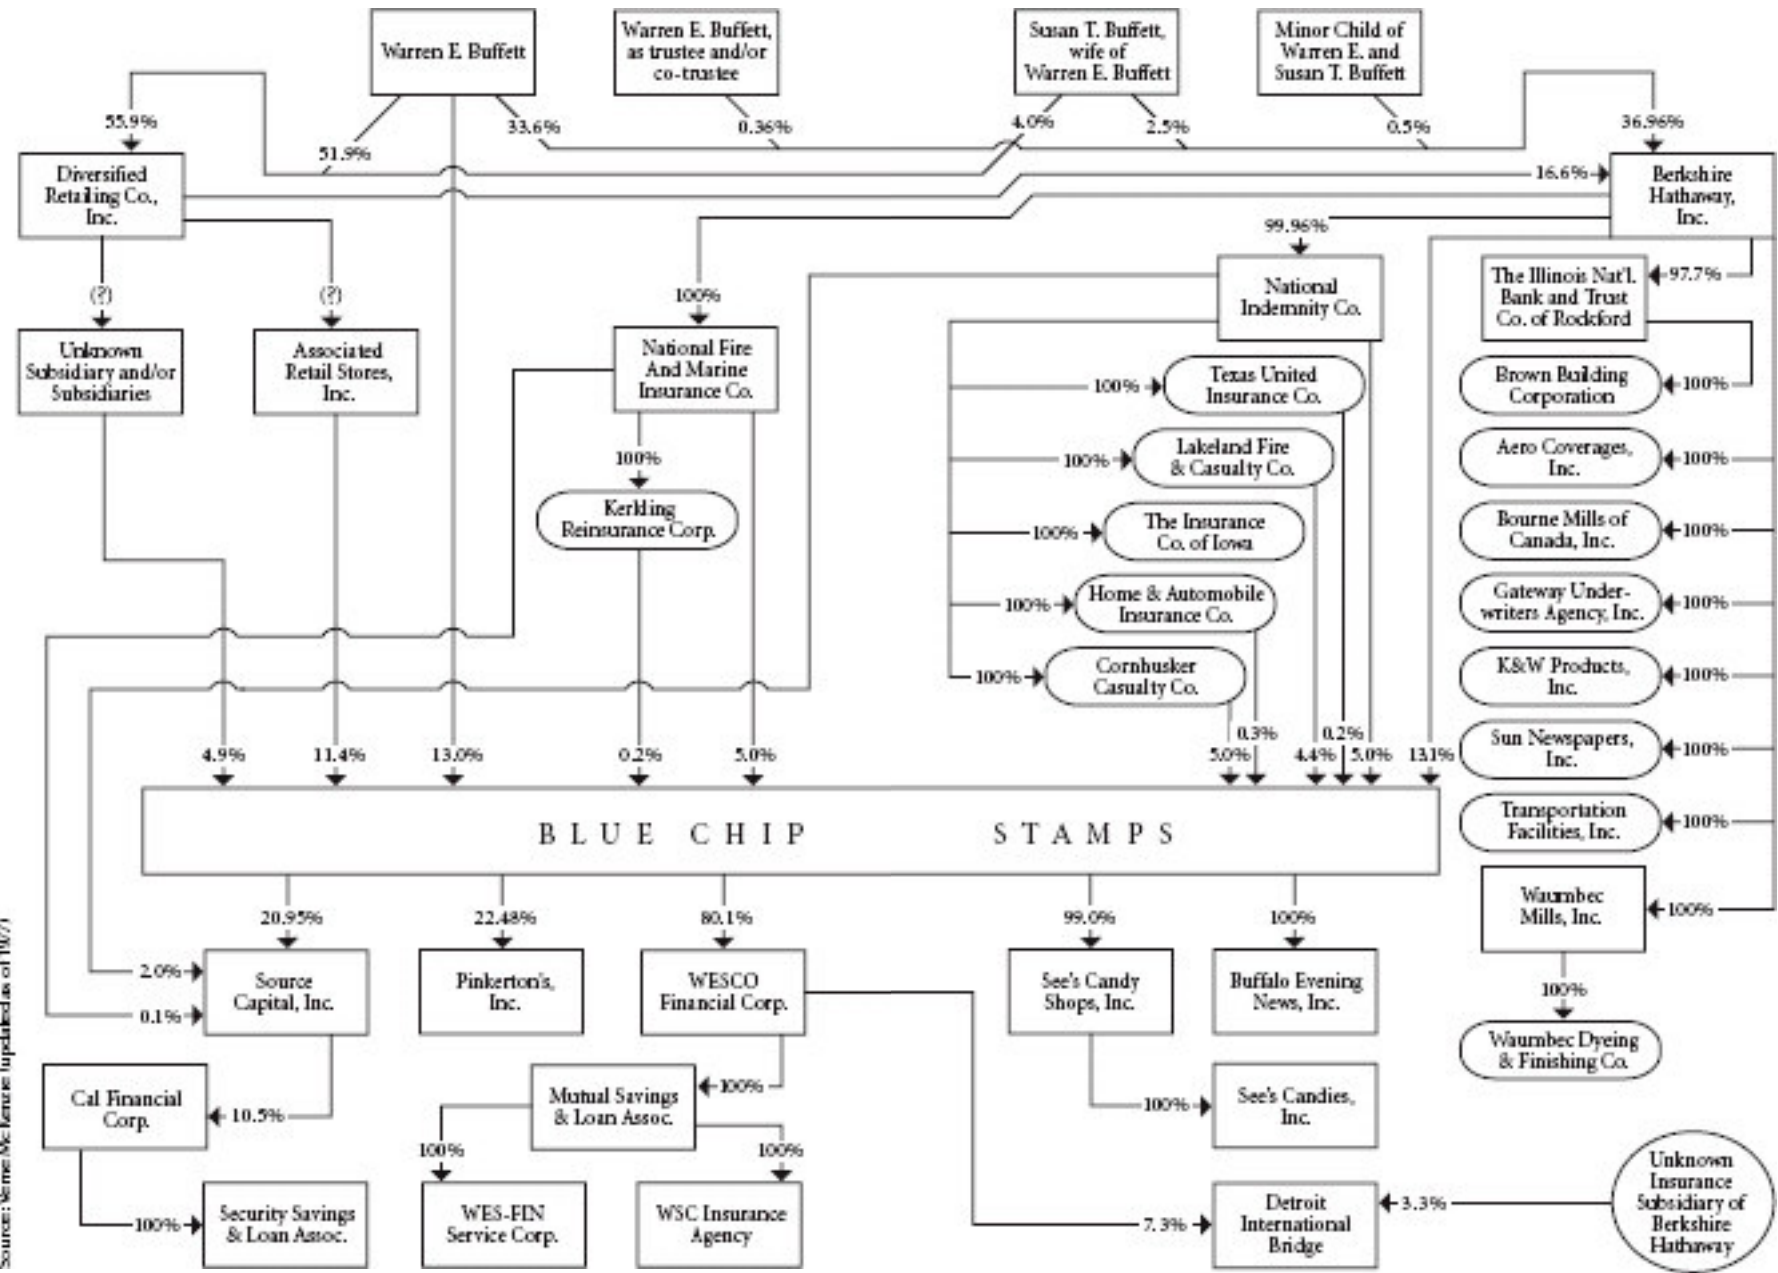 Warren E. Buffett
Warren E. Buffett,
as trustee and/or
co-trustee
Susan T. Buffett,
wife of
Warren E. Buffett
Minor Child of
Warren E. and
Susan T. Buffett
55.9%
33.6%
0.36%
4.0%
2.5%
0.5%
36.96%
51.9%
Diversified
Retailing Co.,
Inc.
16.6%
Berkshire
Hathaway,
Inc.
99.96%
(?)
(?)
100%
National
Indemnity Co.
The Illinois Nat'l.
Bank and Trust
Co. of Rockford
97.7%
Unknown
Subsidiary and/or
Subsidiaries
Associated
Retail Stores,
Inc.
National Fire
And Marine
Insurance Co.
100%
Texas United
Insurance Co.
Brown Building
Corporation
100%
100%
Lakeland Fire
& Casualty Co.
Aero Coverages,
Inc.
100%
100%
Kerkling
Reinsurance Corp.
100%
The Insurance
Co. of Iowa
Bourne Mills of
Canada, Inc.
100%
100%
Home & Automobile
Insurance Co.
Gateway Under-
writers Agency, Inc.
100%
100%
Cornhusker
Casualty Co.
K&W Products,
Inc.
100%
4.9%
11.4%
13.0%
0.2%
5.0%
5.0%
0.3%
4.4%
0.2%
5.0%
13.1%
Sun Newspapers,
Inc.
100%
BLUE CHIP STAMPS
Transportation
Facilities, Inc.
100%
20.95%
22.48%
80.1%
99.0%
100%
Waumbec
Mills, Inc.
100%
2.0%
0.1%
Source
Capital, Inc.
Pinkerton's,
Inc.
WESCO
Financial Corp.
See's Candy
Shops, Inc.
Buffalo Evening
News, Inc.
100%
Waumbec Dyeing
& Finishing Co.
Cal Financial
Corp.
10.5%
Mutual Savings
& Loan Assoc.
100%
100%
See's Candies,
Inc.
100%
100%
100%
Security Savings
& Loan Assoc.
WES-FIN
Service Corp.
WSC Insurance
Agency
7.3%
Detroit
International
Bridge
3.3%
Unknown
Insurance
Subsidiary of
Berkshire
Hathaway
Source: Verne McKenzie (updated as of 1977)